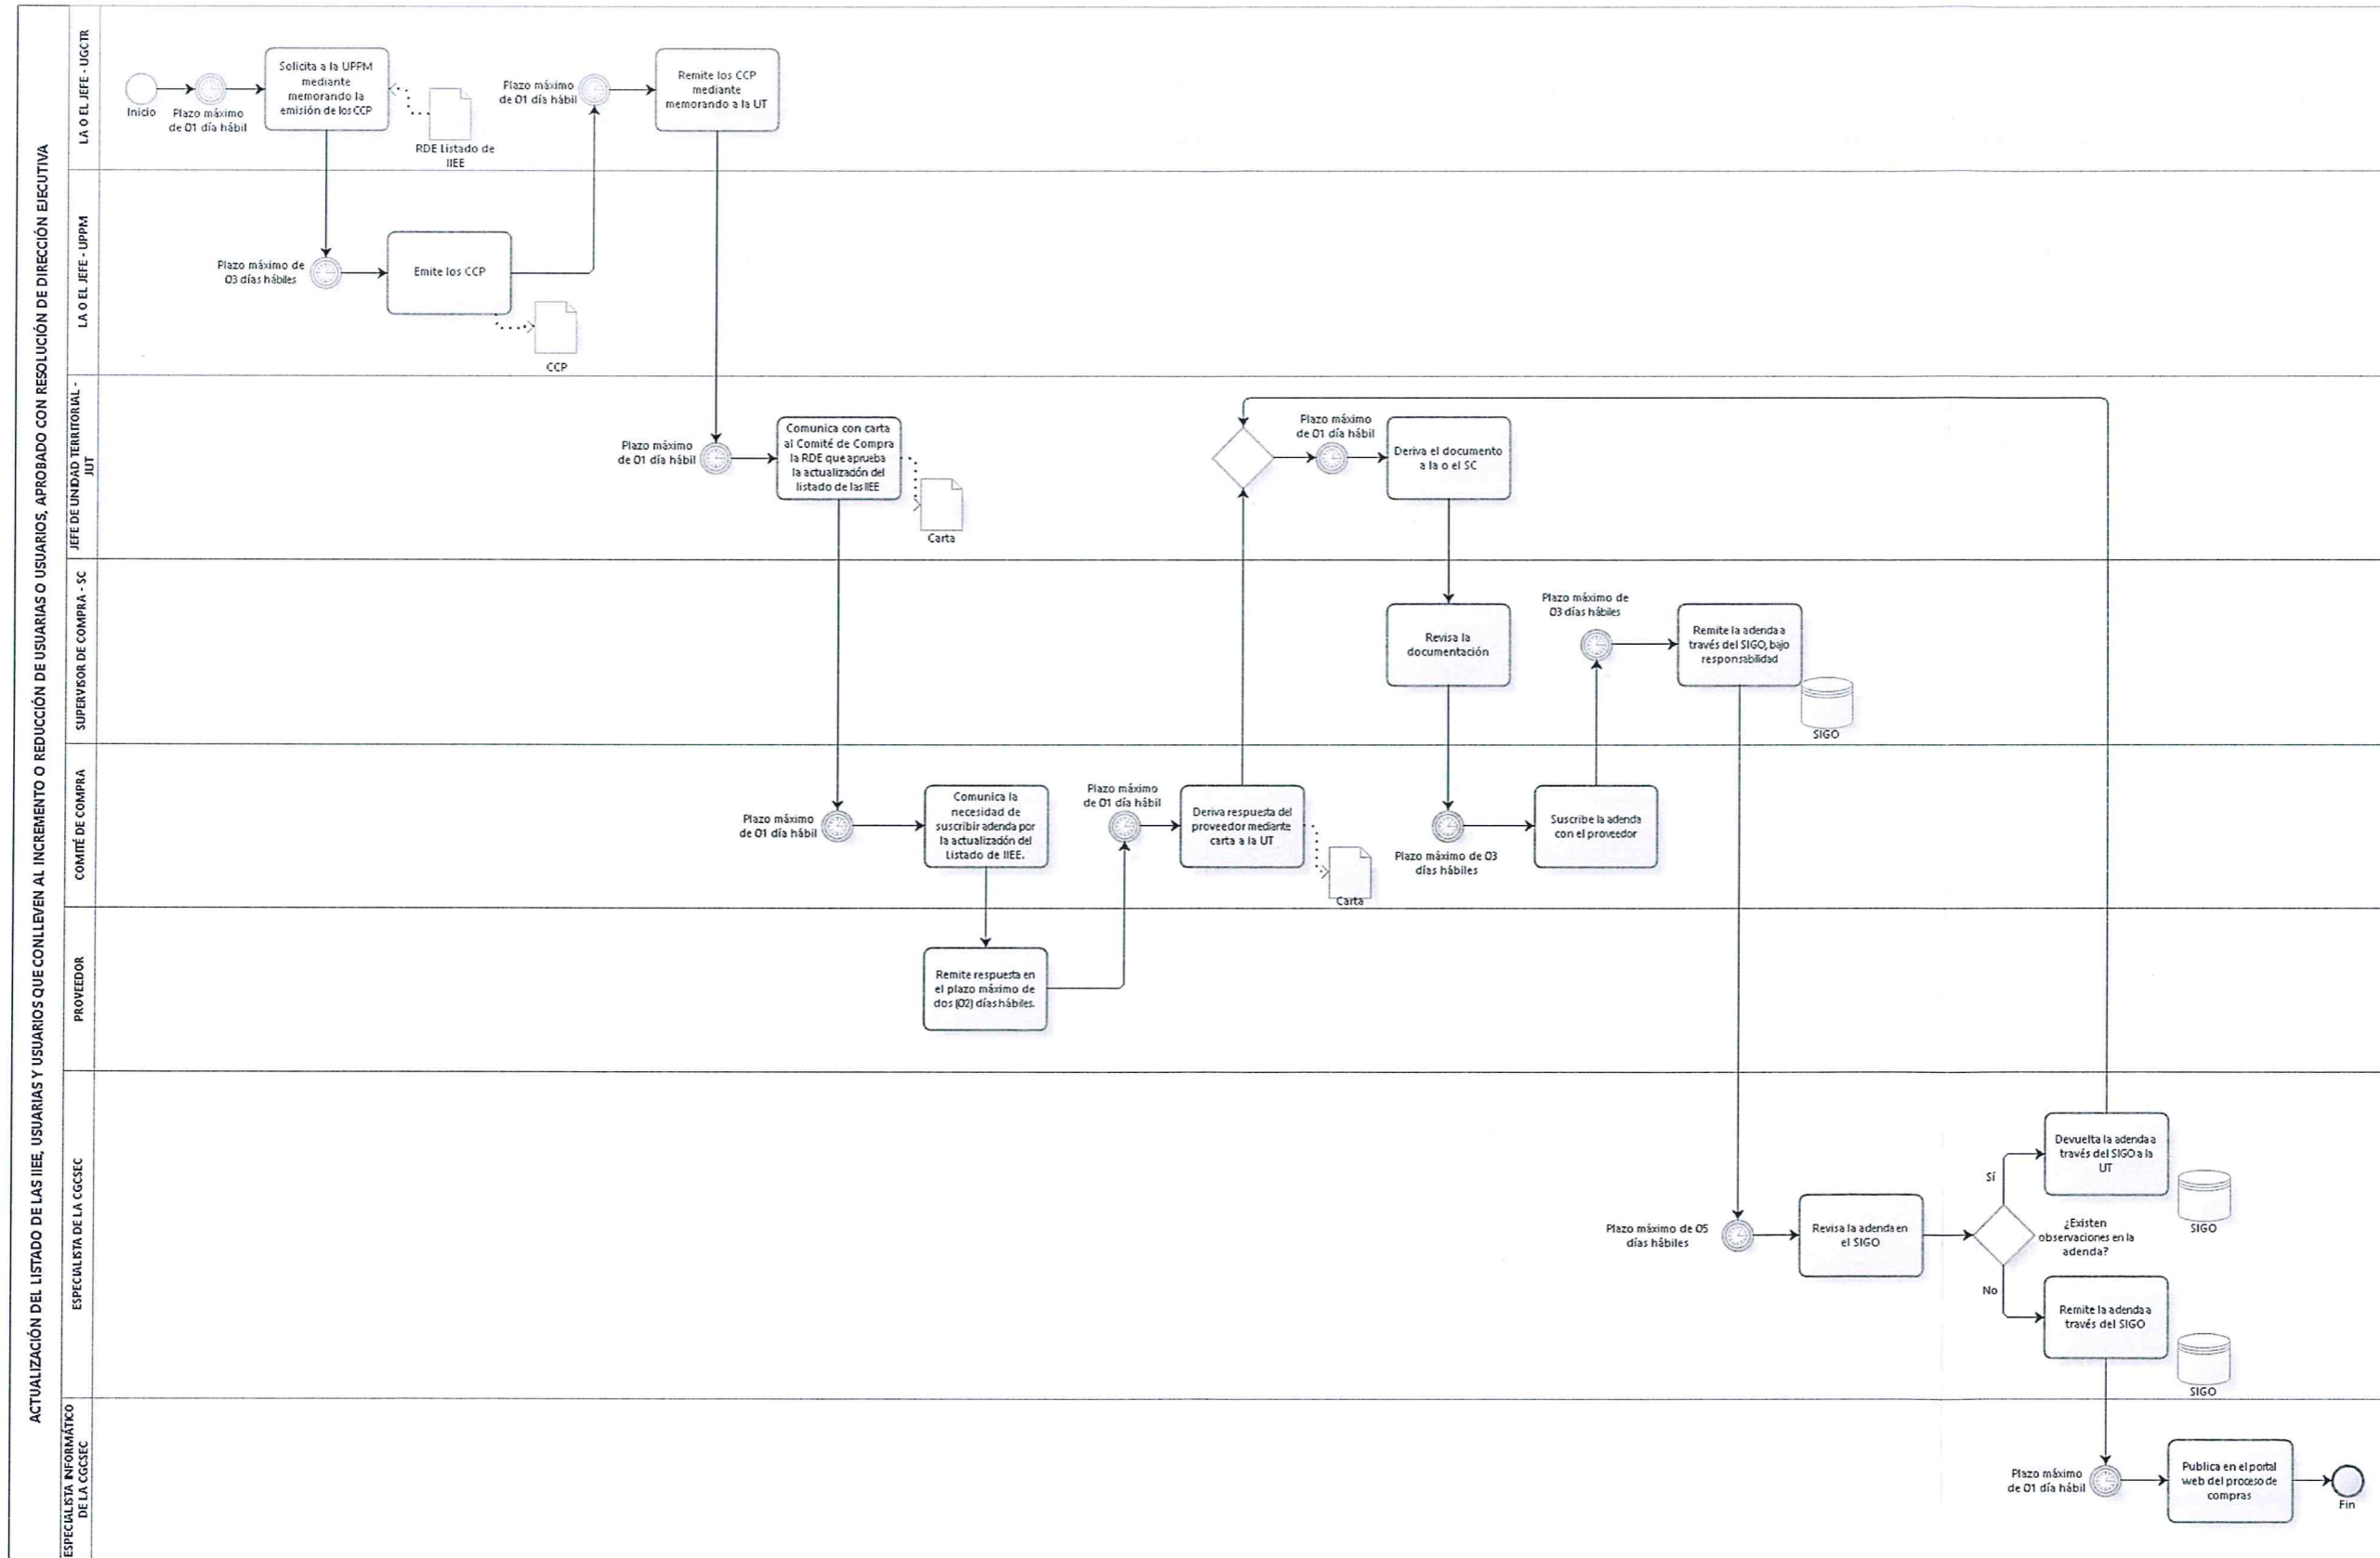 ACTUALIZACIÓN DEL LISTADO DE LAS IIEE, USUARIAS Y USUARIOS QUE CONLLEVEN AL INCREMENTO O REDUCCIÓN DE USUARIAS O USUARIOS, APROBADO CON RESOLUCIÓN DE DIRECCIÓN EJECUTIVA
LA O EL JEFE - UGCTR
Inicio
Plazo máximo
de 01 día hábil
Solicita a la UPPM
mediante
memorando la
emisión de los CCP
RDE Listado de
IIEE
Plazo máximo
de 01 día hábil
Remite los CCP
mediante
memorando a la UT
LA O EL JEFE - UPPM
Plazo máximo de
03 días hábiles
Emite los CCP
CCP
JEFE DE UNIDAD TERRITORIAL -
JUT
Plazo máximo
de 01 día hábil
Comunica con carta
al Comité de Compra
la RDE que aprueba
la actualización del
listado de las IIEE
Carta
Plazo máximo
de 01 día hábil
Deriva el documento
a la o el SC
SUPERVISOR DE COMPRA - SC
Revisa la
documentación
Plazo máximo de
03 días hábiles
Remite la adenda a
través del SIGO, bajo
responsabilidad
SIGO
COMITÉ DE COMPRA
Plazo máximo
de 01 día hábil
Comunica la
necesidad de
suscribir adenda por
la actualización del
Listado de IIEE.
Plazo máximo
de 01 día hábil
Deriva respuesta del
proveedor mediante
carta a la UT
Carta
Plazo máximo de 03
días hábiles
Suscribe la adenda
con el proveedor
PROVEEDOR
Remite respuesta en
el plazo máximo de
dos (02) días hábiles.
ESPECIALISTA DE LA CGCSEC
Plazo máximo de 05
días hábiles
Revisa la adenda en
el SIGO
¿Existen
observaciones en la
adenda?
Sí
Devuelta la adenda a
través del SIGO a la
UT
SIGO
No
Remite la adenda a
través del SIGO
SIGO
ESPECIALISTA INFORMÁTICO
DE LA CGCSEC
Plazo máximo
de 01 día hábil
Publica en el portal
web del proceso de
compras
Fin